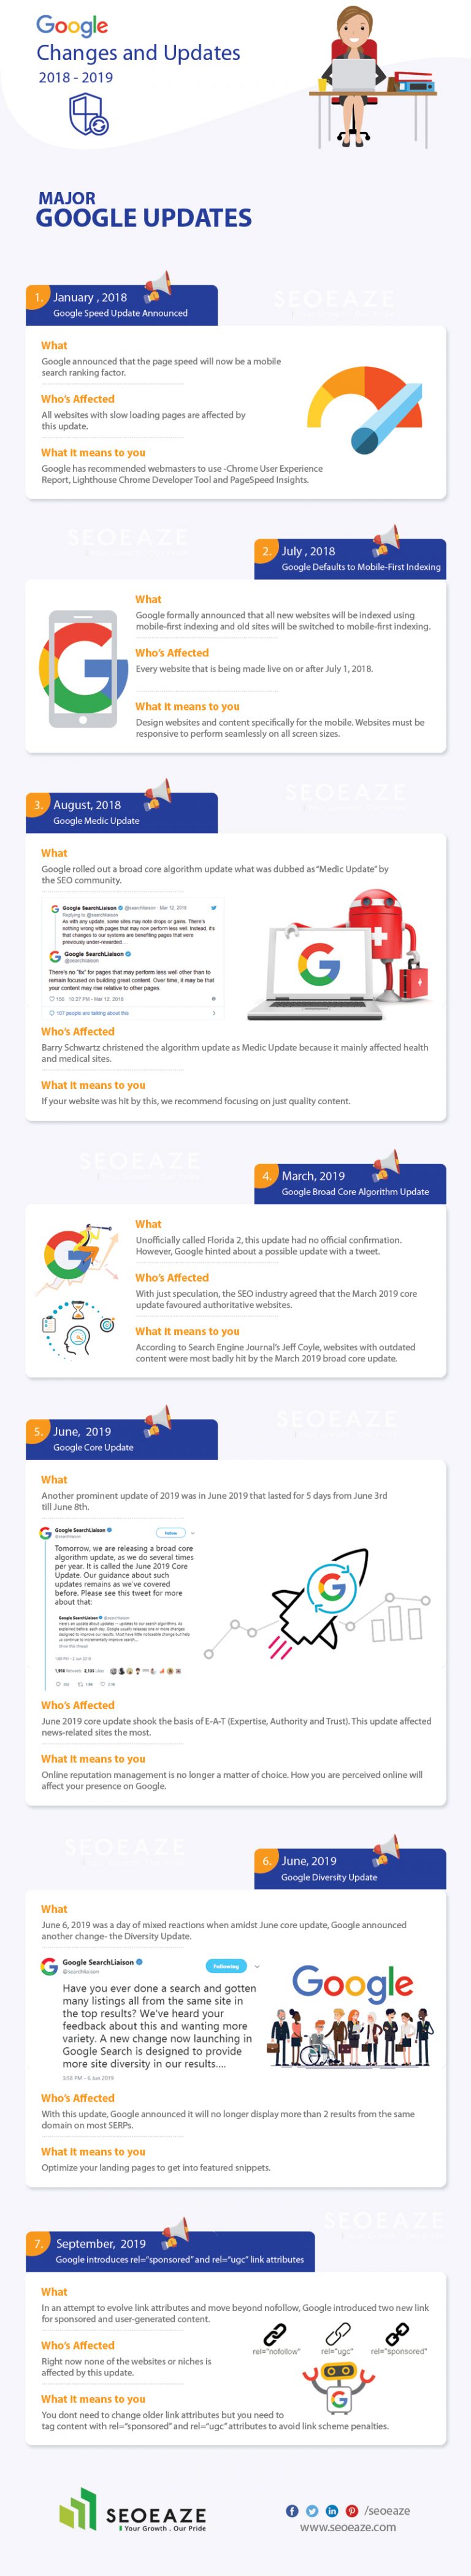 Google
Changes and Updates
2018 - 2019
MAJOR
GOOGLE UPDATES
SEOEAZE
1. January , 2018
Google Speed Update Announced
What
Google announced that the page speed will now be a mobile
search ranking factor.
Who's Affected
All websites with slow loading pages are affected by
this update.
What it means to you
Google has recommended webmasters to use -Chrome User Experience
Report, Lighthouse Chrome Developer Tool and PageSpeed Insights.
SEOEAZE
2. July , 2018
Google Defaults to Mobile-First Indexing
What
Google formally announced that all new websites will be indexed using
mobile-first indexing and old sites will be switched to mobile-first indexing.
Who's Affected
Every website that is being made live on or after July 1, 2018.
What it means to you
Design websites and content specifically for the mobile. Websites must be
responsive to perform seamlessly on all screen sizes.
SEOEAZE
3. August, 2018
Google Medic Update
What
Google rolled out a broad core algorithm update what was dubbed as "Medic Update" by
the SEO community.
Google SearchLiaison @searchliaison · Mar 12, 2018
Replying to @searchliaison
As with any update, some sites may note drops or gains. There's
nothing wrong with pages that may now perform less well. Instead, it's
that changes to our systems are benefiting pages that were
previously under-rewarded...
Google SearchLiaison
@searchliaison
There's no "fix" for pages that may perform less well other than to
remain focused on building great content. Over time, it may be that
your content may rise relative to other pages.
156 10:27 PM - Mar 12, 2018
107 people are talking about this
Who's Affected
Barry Schwartz christened the algorithm update as Medic Update because it mainly affected health
and medical sites.
What it means to you
If your website was hit by this, we recommend focusing on just quality content.
SEOEAZE
4. March, 2019
Google Broad Core Algorithm Update
What
Unofficially called Florida 2, this update had no official confirmation.
However, Google hinted about a possible update with a tweet.
Who's Affected
With just speculation, the SEO industry agreed that the March 2019 core
update favoured authoritative websites.
What it means to you
According to Search Engine Journal's Jeff Coyle, websites with outdated
content were most badly hit by the March 2019 broad core update.
SEOEAZE
5. June, 2019
Google Core Update
What
Another prominent update of 2019 was in June 2019 that lasted for 5 days from June 3rd
till June 8th.
Google SearchLiaison
@searchliaison
Follow
Tomorrow, we are releasing a broad core
algorithm update, as we do several times
per year. It is called the June 2019 Core
Update. Our guidance about such
updates remains as we've covered
before. Please see this tweet for more
about that:
Google SearchLiaison @searchliaison
Who's Affected
June 2019 core update shook the basis of E-A-T (Expertise, Authority and Trust). This update affected
news-related sites the most.
What it means to you
Online reputation management is no longer a matter of choice. How you are perceived online will
affect your presence on Google.
SEOEAZE
6. June, 2019
Google Diversity Update
What
June 6, 2019 was a day of mixed reactions when amidst June core update, Google announced
another change- the Diversity Update.
Google SearchLiaison
@searchliaison
Following
Have you ever done a search and gotten
many listings all from the same site in
the top results? We've heard your
feedback about this and wanting more
variety. A new change now launching in
Google Search is designed to provide
more site diversity in our results....
3:58 PM - 6 Jun 2019
Google
Who's Affected
With this update, Google announced it will no longer display more than 2 results from the same
domain on most SERPs.
What it means to you
Optimize your landing pages to get into featured snippets.
SEOEAZE
7. September, 2019
Google introduces rel="sponsored" and rel="ugc" link attributes
What
In an attempt to evolve link attributes and move beyond nofollow, Google introduced two new link
for sponsored and user-generated content.
rel="nofollow" rel="ugc" rel="sponsored"
Who's Affected
Right now none of the websites or niches is
affected by this update.
What it means to you
You dont need to change older link attributes but you need to
tag content with rel="sponsored" and rel="ugc" attributes to avoid link scheme penalties.
SEOEAZE
Your Growth . Our Pride
/seoeaze
www.seoeaze.com